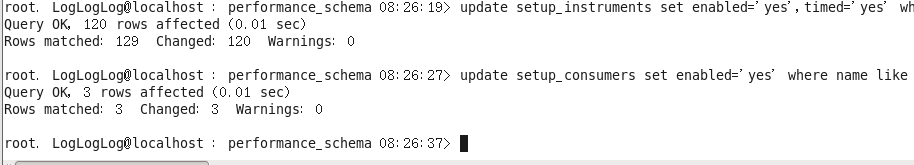 root. LogLogLog@localhost : performance_schema 08:26:19> update setup_instruments set enabled='yes',timed='yes' wh
Query OK, 120 rows affected (0.01 sec)
Rows matched: 129 Changed: 120 Warnings: 0
root. LogLogLog@localhost : performance_schema 08:26:27> update setup_consumers set enabled='yes' where name like
Query OK, 3 rows affected (0.01 sec)
Rows matched: 3 Changed: 3 Warnings: 0
root. LogLogLog@localhost : performance_schema 08:26:37>